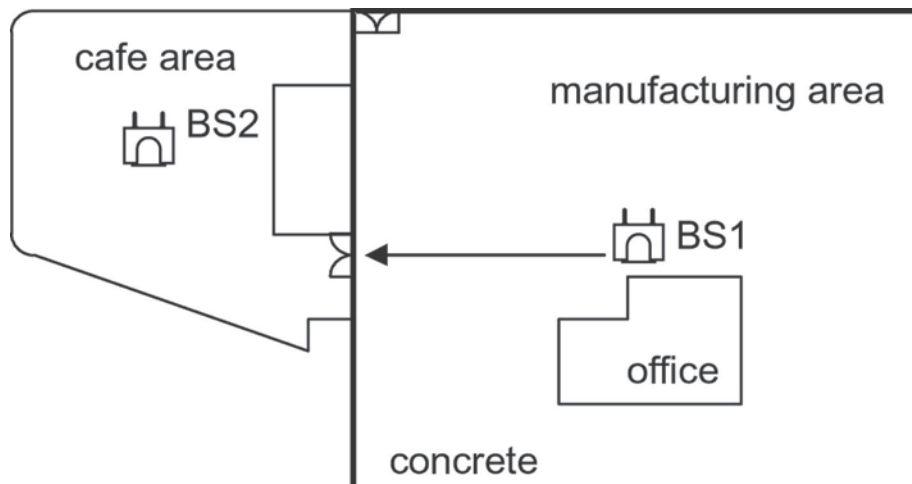 cafe area
BS2
manufacturing area
BS1
office
concrete